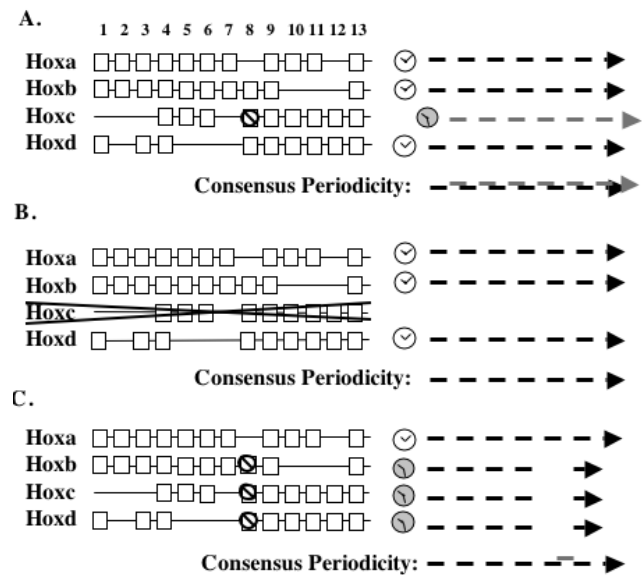 A.
1 2 3 4 5 6 7 8 9 10 11 12 13
Hoxa
Hoxb
Hoxc
Hoxd
Consensus Periodicity:
B.
Hoxa
Hoxb
Hoxc
Hoxd
Consensus Periodicity:
C.
Hoxa
Hoxb
Hoxc
Hoxd
Consensus Periodicity: